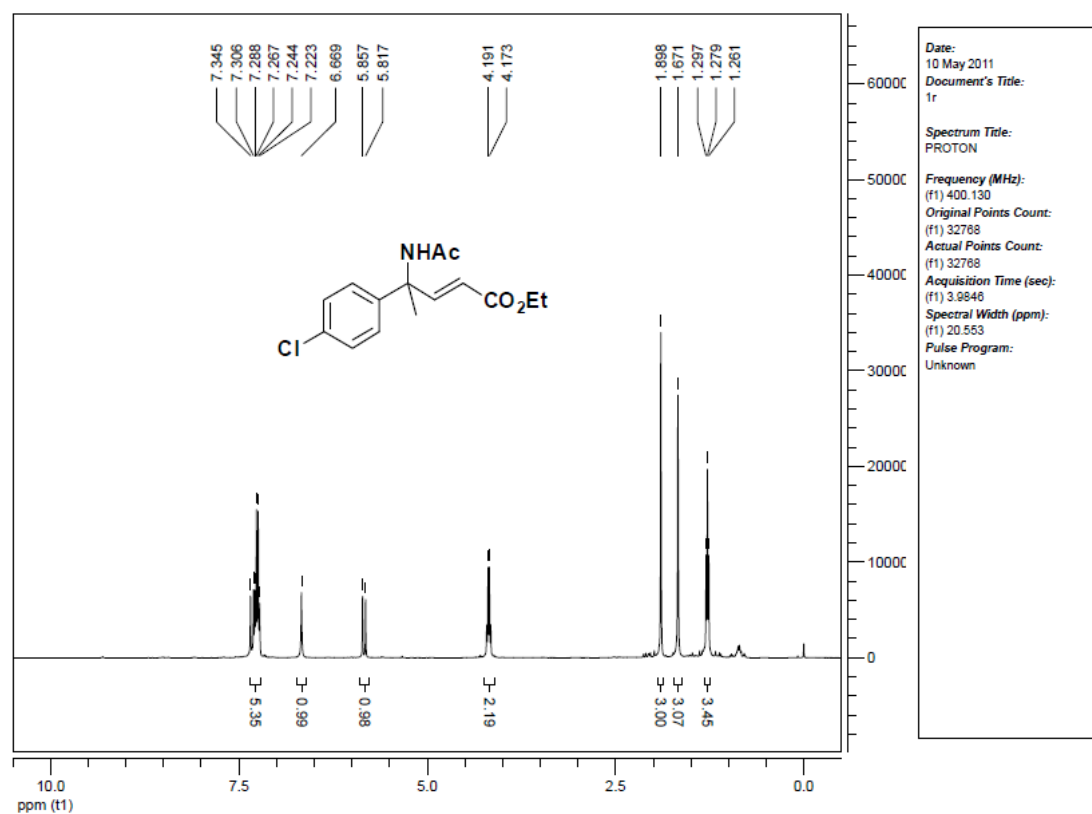 7.345
7.306
7.288
7.267
7.244
7.223
6.669
5.857
5.817
4.191
4.173
1.898
1.671
1.297
1.279
1.261
60000
50000
40000
30000
20000
10000
0
NHAc
CO2Et
Cl
5.35
0.99
0.98
2.19
3.00
3.07
3.45
10.0
7.5
5.0
2.5
0.0
ppm (t1)
Date:
10 May 2011
Document's Title:
1r
Spectrum Title:
PROTON
Frequency (MHz):
(f1) 400.130
Original Points Count:
(f1) 32768
Actual Points Count:
(f1) 32768
Acquisition Time (sec):
(f1) 3.9846
Spectral Width (ppm):
(f1) 20.553
Pulse Program:
Unknown